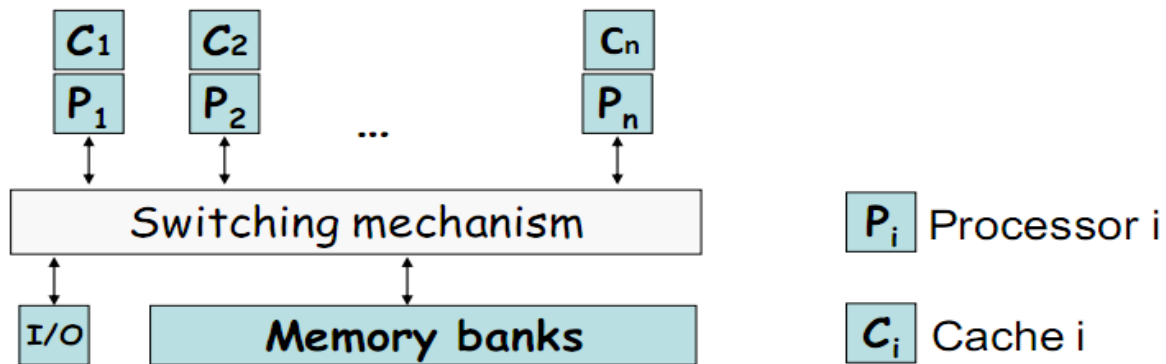 C1 C2 Cn
P1 P2 ... Pn
Switching mechanism
Pi Processor i
I/O Memory banks
Ci Cache i